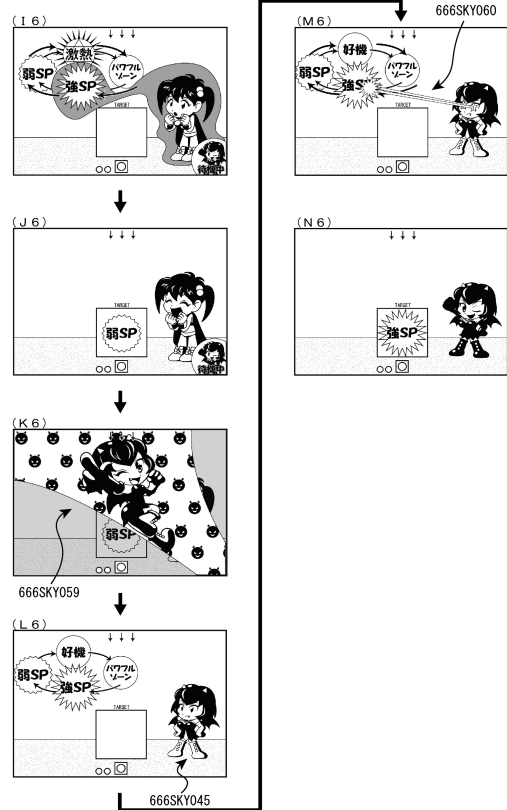 (I6)
↓↓↓
激熱
弱SP
パワフル
ゾーン
強SP
TARGET
待機中
(J6)
↓↓↓
TARGET
弱SP
待機中
(K6)
弱SP
666SKY059
(L6)
↓↓↓
好機
弱SP
パワフル
ゾーン
強SP
TARGET
666SKY045
(M6)
666SKY060
↓↓↓
好機
弱SP
パワフル
ゾーン
TARGET
(N6)
↓↓↓
TARGET
強SP